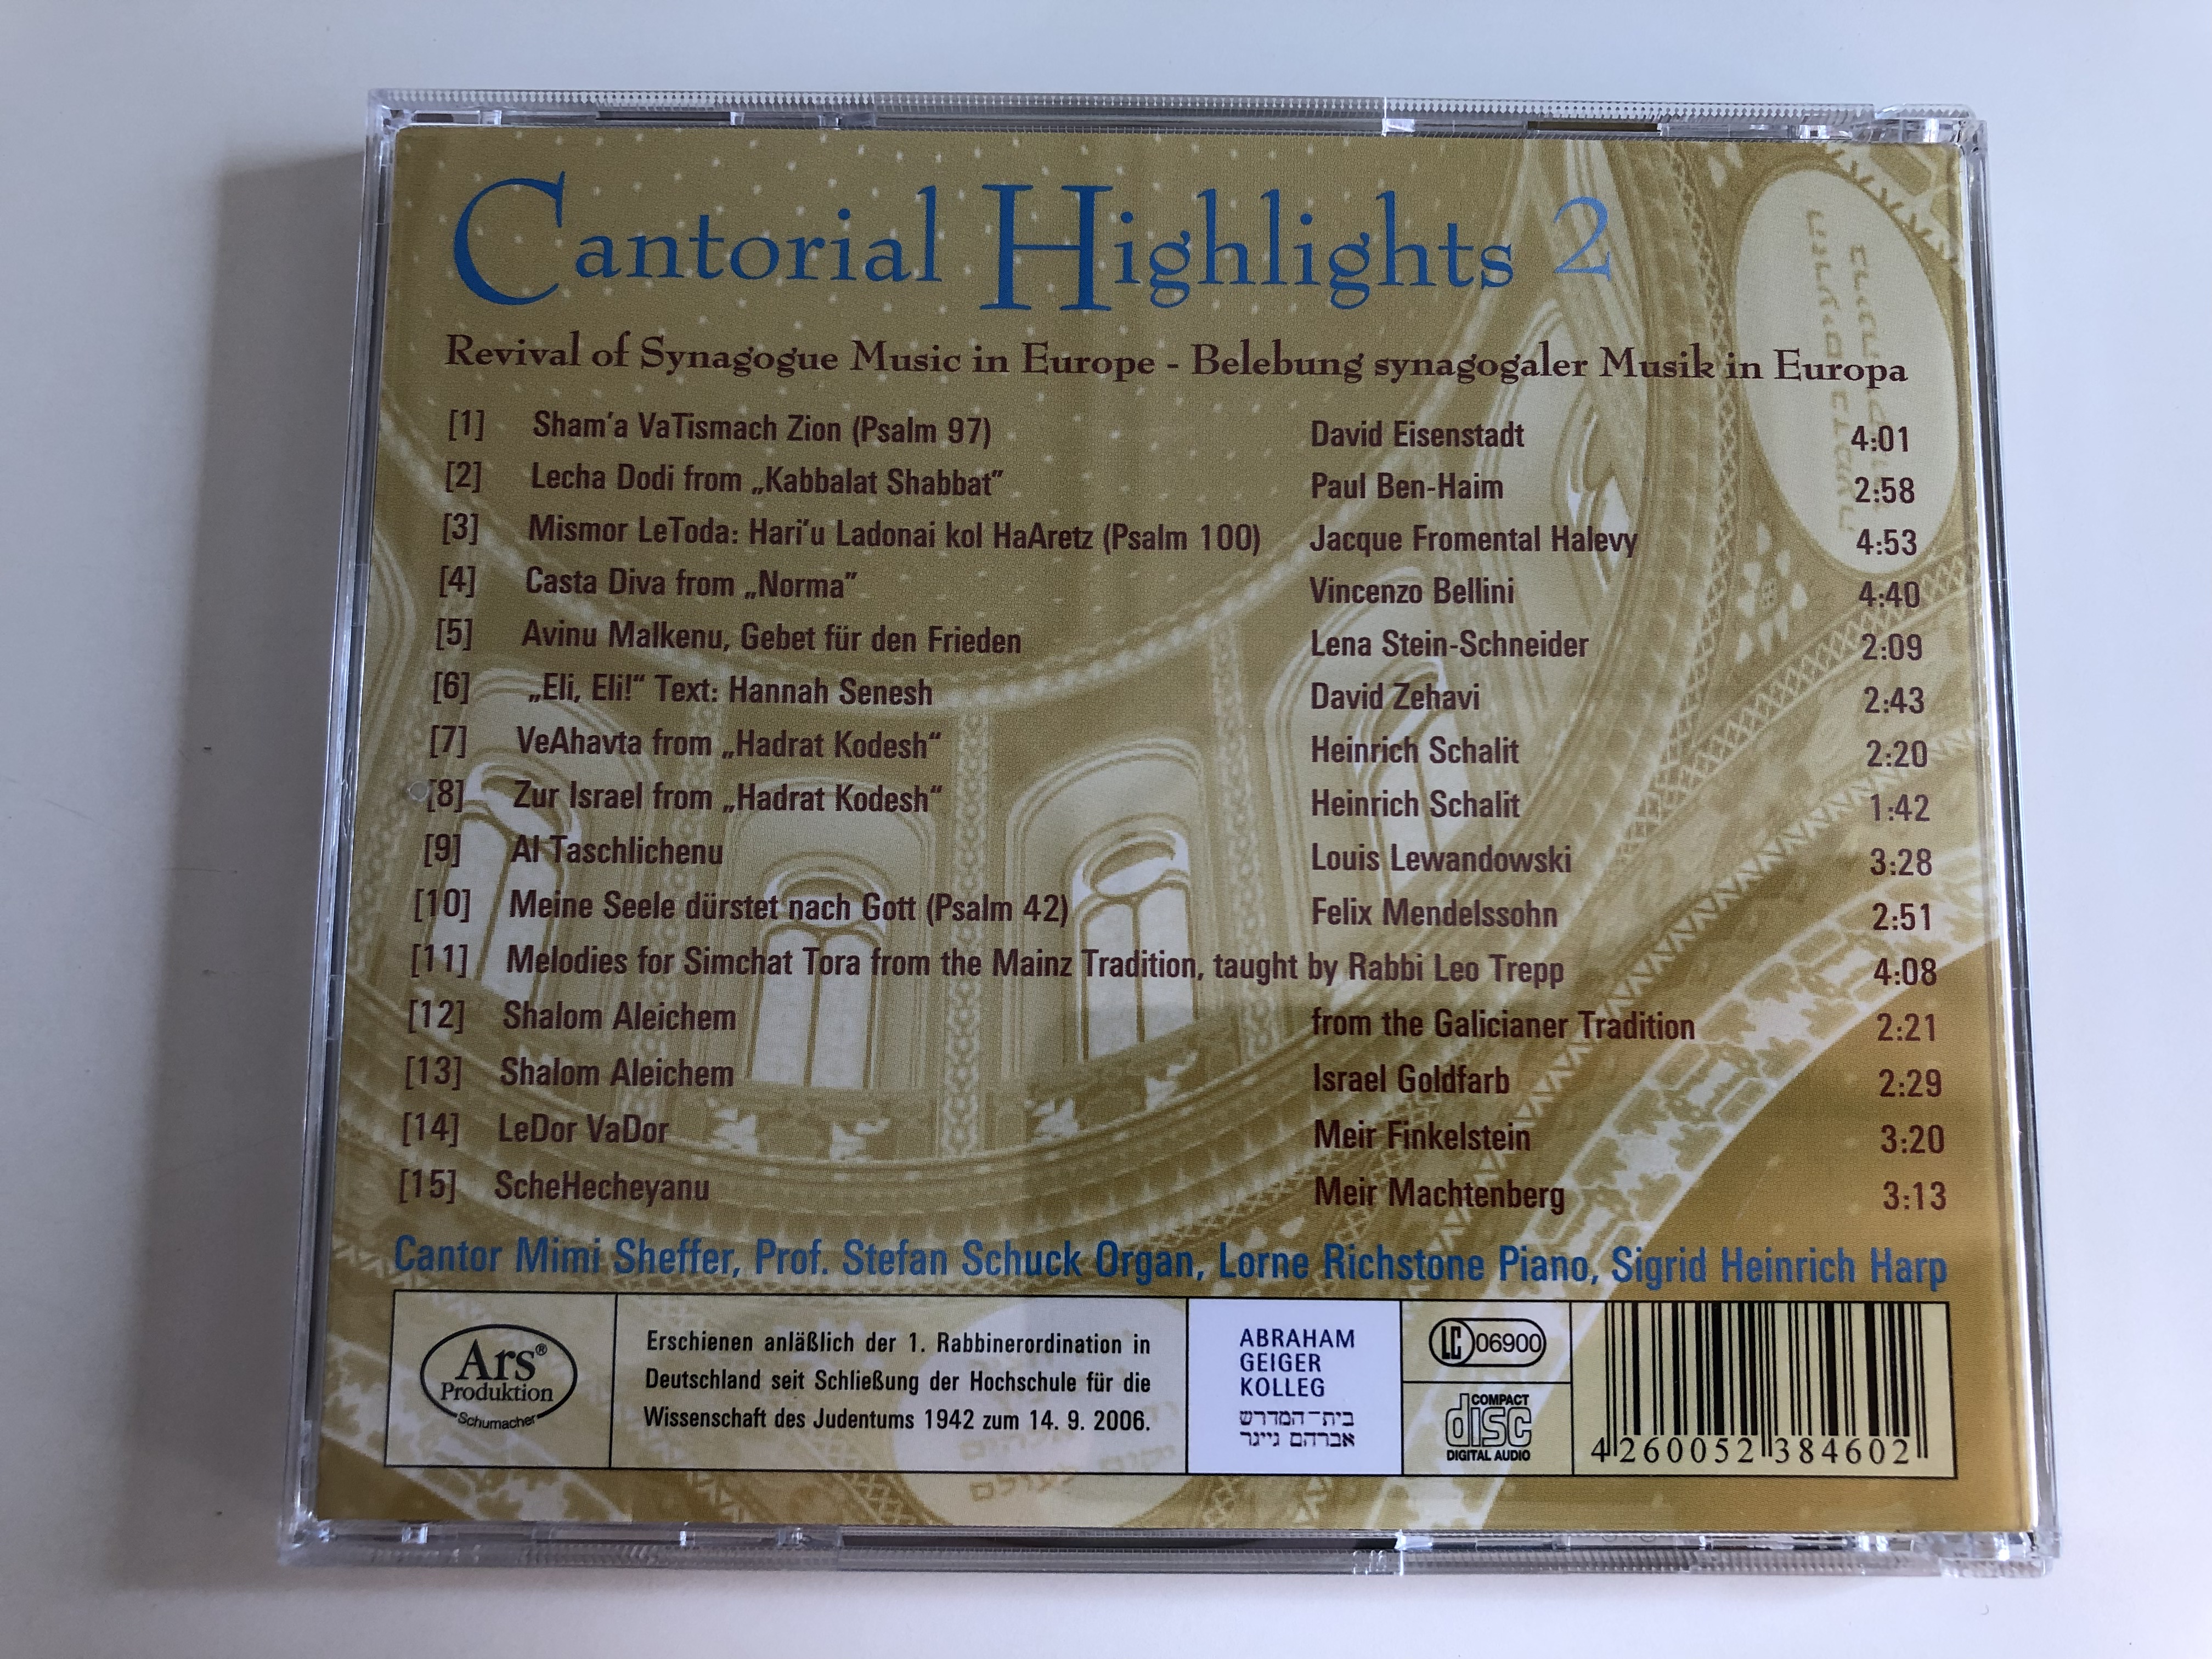 Cantorial Highlights 2
Revival of Synagogue Music in Europe - Belebung synagogaler Musik in Europa
[1] Sham'a VaTismach Zion (Psalm 97) David Eisenstadt 4:01
[2] Lecha Dodi from „Kabbalat Shabbat” Paul Ben-Haim 2:58
[3] Mismor LeToda: Hari'u Ladonai kol HaAretz (Psalm 100) Jacque Fromental Halevy 4:53
[4] Casta Diva from „Norma” Vincenzo Bellini 4:40
[5] Avinu Malkenu, Gebet für den Frieden Lena Stein-Schneider 2:09
[6] „Eli, Eli!“ Text: Hannah Senesh David Zehavi 2:43
[7] VeAhavta from „Hadrat Kodesh“ Heinrich Schalit 2:20
[8] Zur Israel from „Hadrat Kodesh“ Heinrich Schalit 1:42
[9] Al Taschlichenu Louis Lewandowski 3:28
[10] Meine Seele dürstet nach Gott (Psalm 42) Felix Mendelssohn 2:51
[11] Melodies for Simchat Tora from the Mainz Tradition, taught by Rabbi Leo Trepp 4:08
[12] Shalom Aleichem from the Galicianer Tradition 2:21
[13] Shalom Aleichem Israel Goldfarb 2:29
[14] LeDor VaDor Meir Finkelstein 3:20
[15] ScheHecheyanu Meir Machtenberg 3:13
Cantor Mimi Sheffer, Prof. Stefan Schuck Organ, Lorne Richstone Piano, Sigrid Heinrich Harp
Ars®
Produktion
Schumacher
Erschienen anläßlich der 1. Rabbinerordination in
Deutschland seit Schließung der Hochschule für die
Wissenschaft des Judentums 1942 zum 14. 9. 2006.
ABRAHAM
GEIGER
KOLLEG
בית-המדרש
אברהם גייגר
LC 06900
COMPACT
disc
DIGITAL AUDIO
4 260052 384602